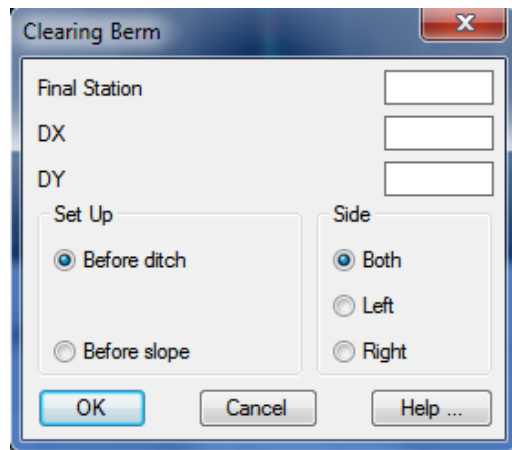 Clearing Berm
Final Station
DX
DY
Set Up
Before ditch
Before slope
Side
Both
Left
Right
OK
Cancel
Help ...